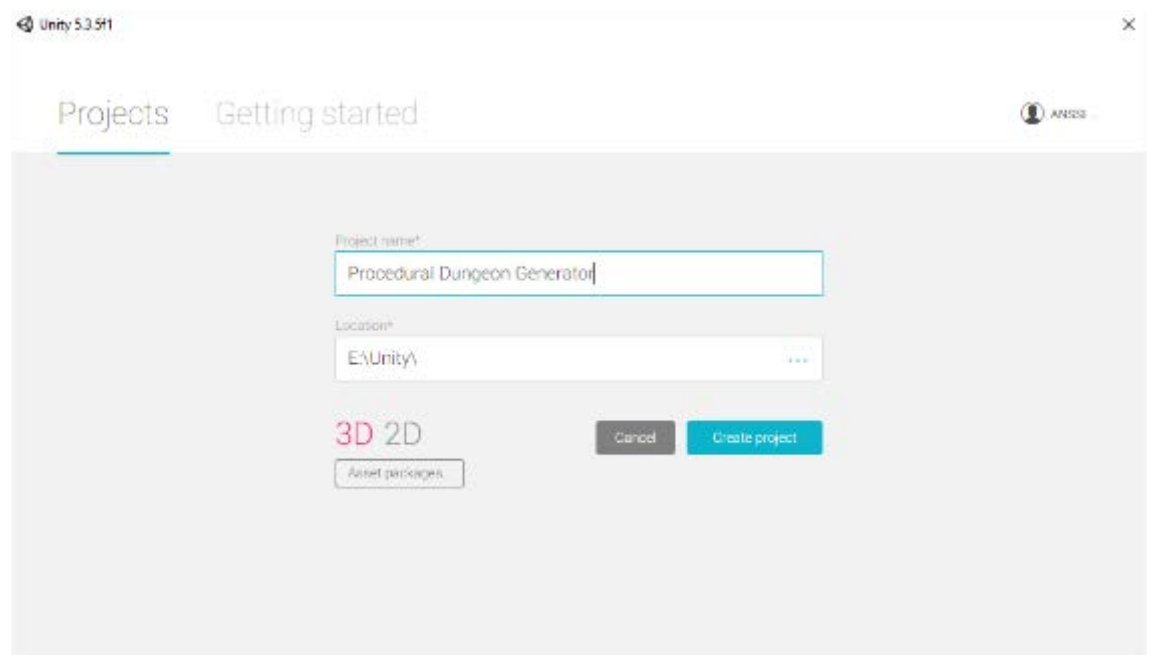 Unity 5.3.5f1
Projects Getting started
ANSSI ...
Project name*
Procedural Dungeon Generator
Location*
E:\Unity\
...
3D 2D
Cancel Create project
Asset packages...